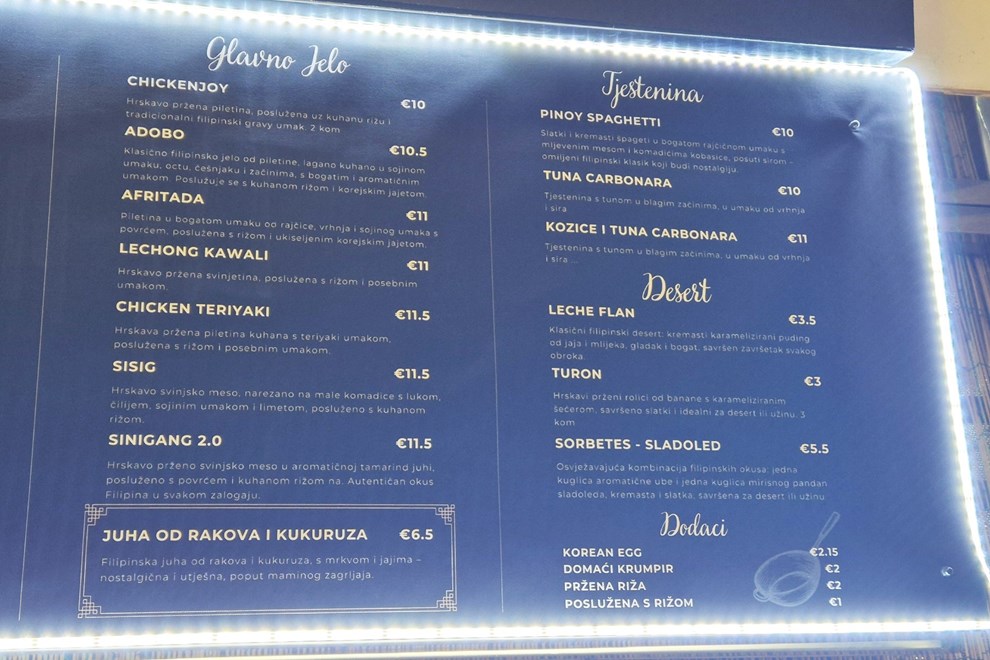 Glavno Jelo
CHICKENJOY €10
Hrskavo pržena piletina, poslužena uz kuhanu rižu i
tradicionalni filipinski gravy umak. 2 kom
ADOBO €10.5
Klasično filipinsko jelo od piletine, lagano kuhano u sojinom
umaku, octu, češnjaku i začinima, s bogatim i aromatičnim
umakom. Poslužuje se s kuhanom rižom i korejskim jajetom.
AFRITADA €11
Piletina u bogatom umaku od rajčice, vrhnja i sojinog umaka s
povrćem, poslužena s rižom i ukiseljenim korejskim jajetom.
LECHONG KAWALI €11
Hrskavo pržena svinjetina, poslužena s rižom i posebnim
umakom.
CHICKEN TERIYAKI €11.5
Hrskava pržena piletina kuhana s teriyaki umakom,
poslužena s rižom i posebnim umakom.
SISIG €11.5
Hrskavo svinjsko meso, narezano na male komadice s lukom,
čilijem, sojinim umakom i limetom, posluženo s kuhanom
rižom.
SINIGANG 2.0 €11.5
Hrskavo prženo svinjsko meso u aromatičnoj tamarind juhi,
posluženo s povrćem i kuhanom rižom na. Autentičan okus
Filipina u svakom zalogaju.
JUHA OD RAKOVA I KUKURUZA €6.5
Filipinska juha od rakova i kukuruza, s mrkvom i jajima –
nostalgična i utješna, poput maminog zagrljaja.
Tjestenina
PINOY SPAGHETTI €10
Slatki i kremasti špageti u bogatom rajčičnom umaku s
mljevenim mesom i komadićima kobasice, posuti sirom -
omiljeni filipinski klasik koji budi nostalgiju.
TUNA CARBONARA €10
Tjestenina s tunom u blagim začinima, u umaku od vrhnja
i sira
KOZICE I TUNA CARBONARA €11
Tjestenina s tunom u blagim začinima, u umaku od vrhnja
i sira ...
Desert
LECHE FLAN €3.5
Klasični filipinski desert: kremasti karamelizirani puding
od jaja i mlijeka, gladak i bogat, savršen završetak svakog
obroka.
TURON €3
Hrskavi prženi rolici od banane s karameliziranim
šećerom, savršeno slatki i idealni za desert ili užinu. 3
kom
SORBETES - SLADOLED €5.5
Osvježavajuća kombinacija filipinskih okusa: jedna
kuglica aromatične ube i jedna kuglica mirisnog pandan
sladoleda, kremasta i slatka, savršena za desert ili užinu
Dodaci
KOREAN EGG €2.15
DOMAĆI KRUMPIR €2
PRŽENA RIŽA €2
POSLUŽENA S RIŽOM €1